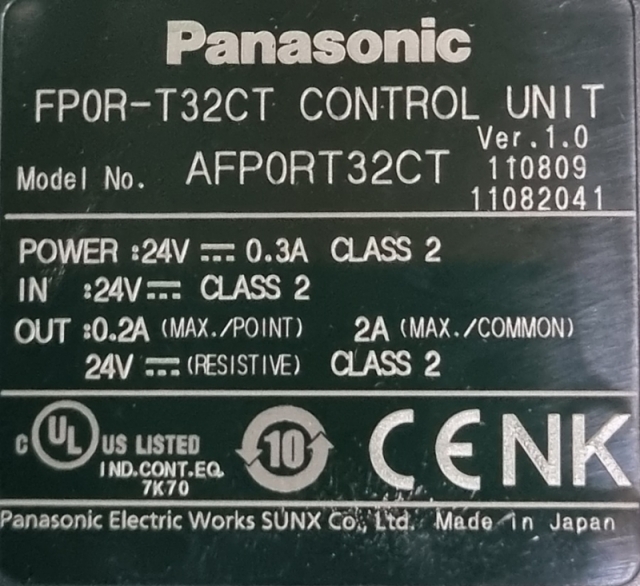 Panasonic
FP0R-T32CT CONTROL UNIT
Ver.1.0
Model No. AFP0RT32CT 110809
11082041
POWER :24V ⎓ 0.3A CLASS 2
IN :24V ⎓ CLASS 2
OUT :0.2A (MAX./POINT) 2A (MAX./COMMON)
24V ⎓ (RESISTIVE) CLASS 2
C UL US LISTED 10 CE NK
IND.CONT.EQ.
7K70
Panasonic Electric Works SUNX Co., Ltd. Made in Japan